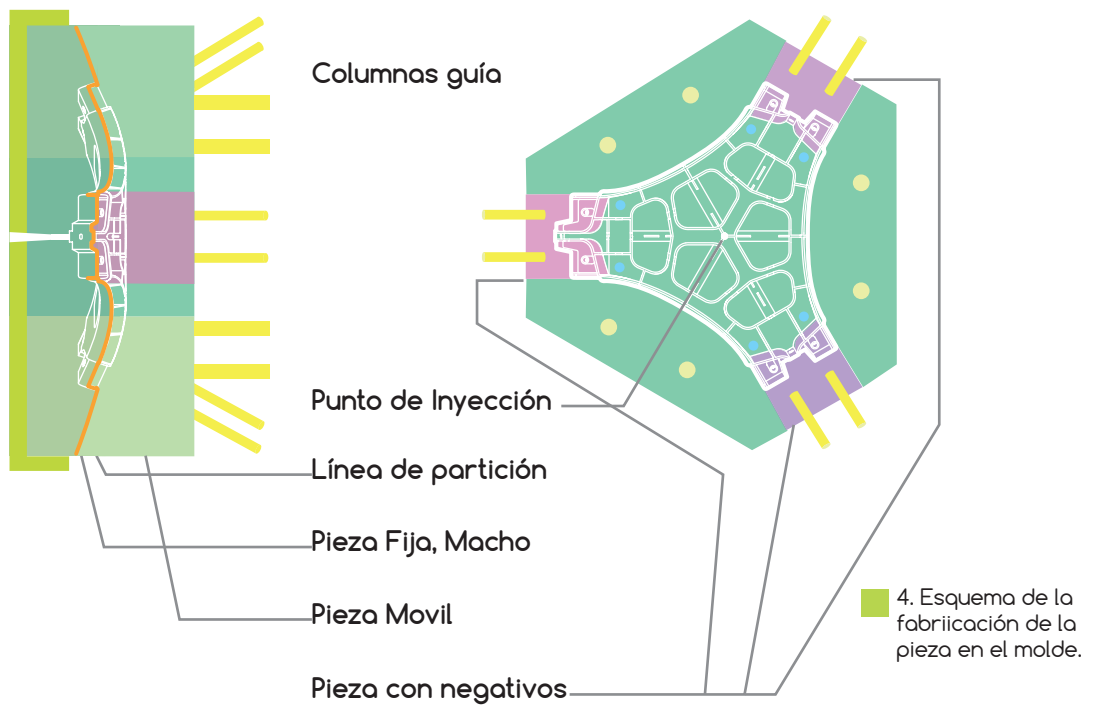 Columnas guía
Punto de Inyección
Línea de partición
Pieza Fija, Macho
Pieza Movil
Pieza con negativos
4. Esquema de la
fabriicación de la
pieza en el molde.